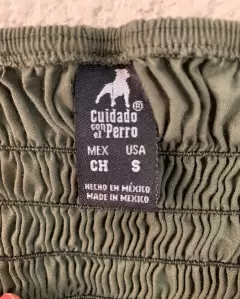 ®
Cuidado
con
el Perro
MEX USA
CH S
HECHO EN MÉXICO
MADE IN MEXICO